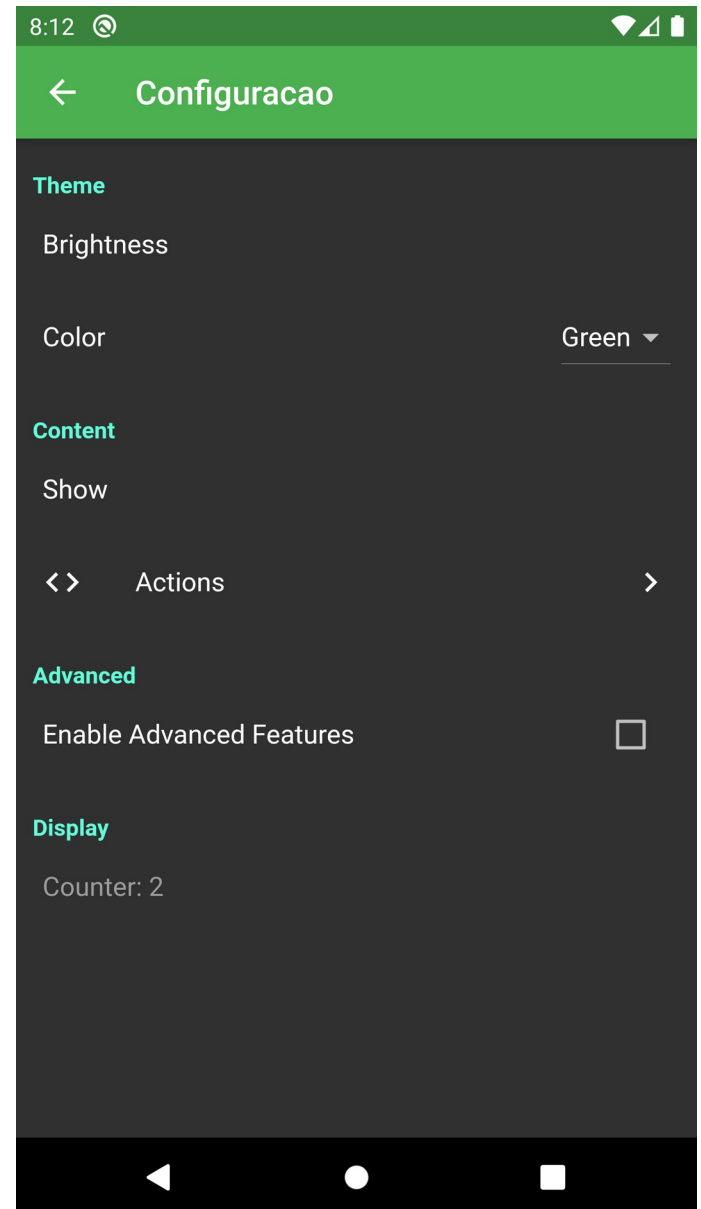 8:12
Configuracao
Theme
Brightness
Color Green
Content
Show
Actions
Advanced
Enable Advanced Features
Display
Counter: 2